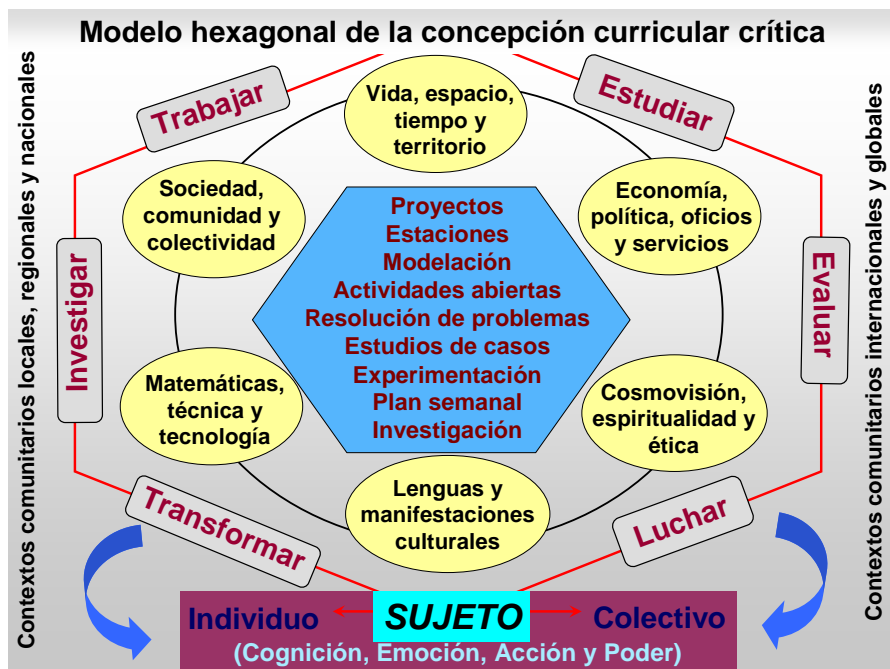 Modelo hexagonal de la concepción curricular crítica
Contextos comunitarios locales, regionales y nacionales
Contextos comunitarios internacionales y globales
Trabajar
Estudiar
Investigar
Evaluar
Transformar
Luchar
Vida, espacio,
tiempo y
territorio
Sociedad,
comunidad y
colectividad
Economía,
política, oficios
y servicios
Proyectos
Estaciones
Modelación
Actividades abiertas
Resolución de problemas
Estudios de casos
Experimentación
Plan semanal
Investigación
Matemáticas,
técnica y
tecnología
Cosmovisión,
espiritualidad y
ética
Lenguas y
manifestaciones
culturales
Individuo
SUJETO
Colectivo
(Cognición, Emoción, Acción y Poder)